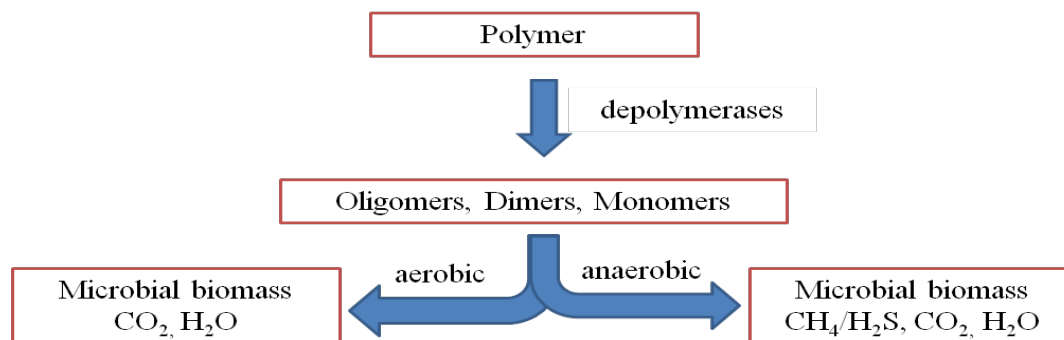 Polymer
depolymerases
Oligomers, Dimers, Monomers
aerobic
anaerobic
Microbial biomass
CO₂, H₂O
Microbial biomass
CH₄/H₂S, CO₂, H₂O